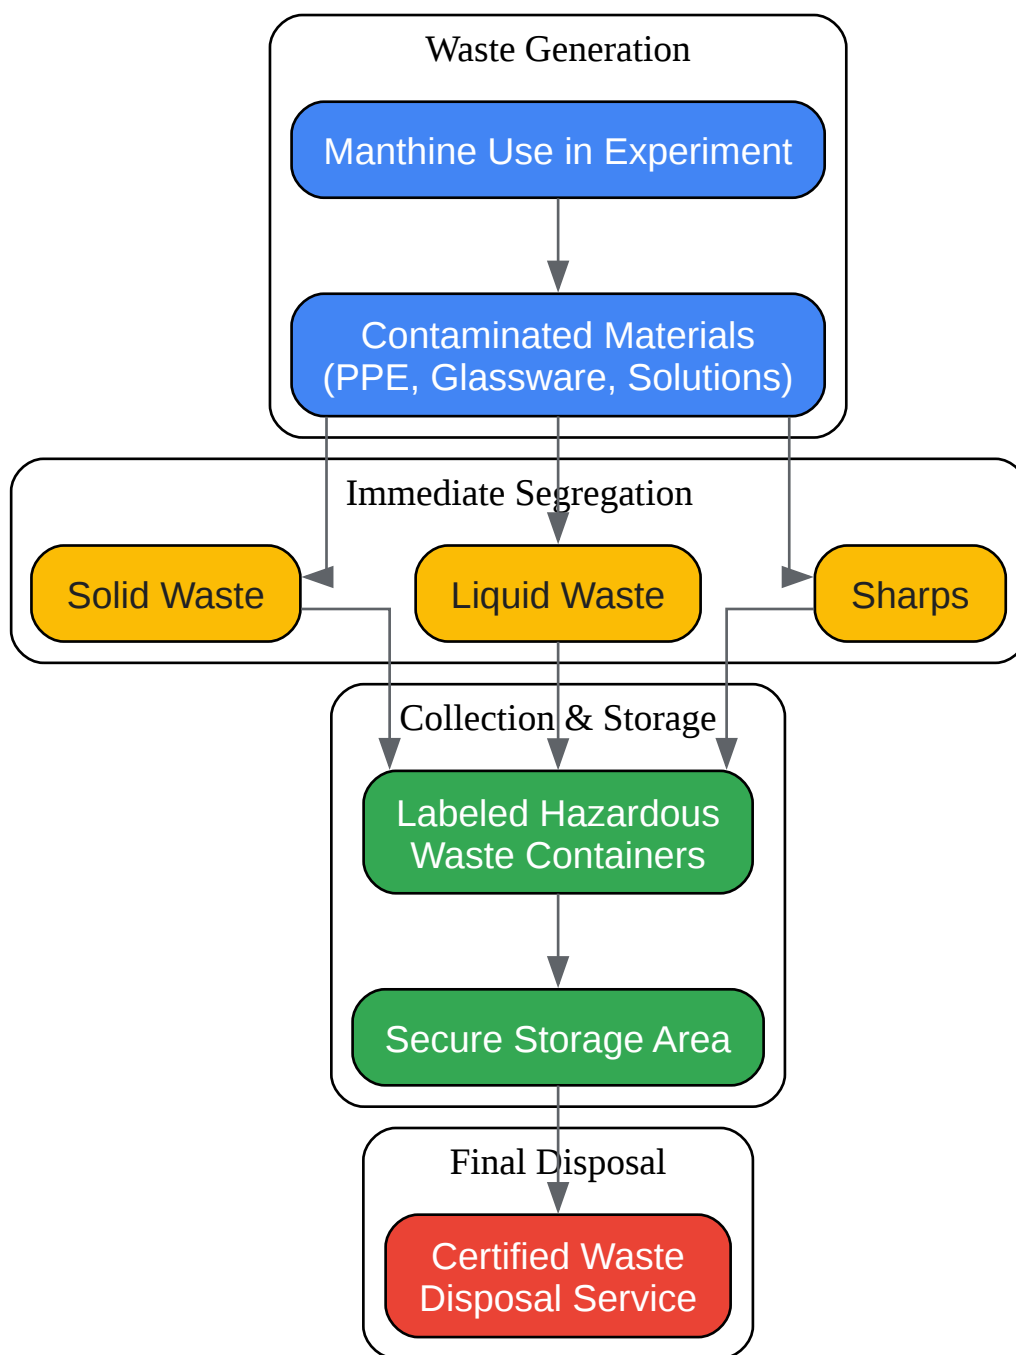 Waste Generation
Manthine Use in Experiment
Contaminated Materials
(PPE, Glassware, Solutions)
Immediate Segregation
Solid Waste
Liquid Waste
Sharps
Collection & Storage
Labeled Hazardous
Waste Containers
Secure Storage Area
Final Disposal
Certified Waste
Disposal Service